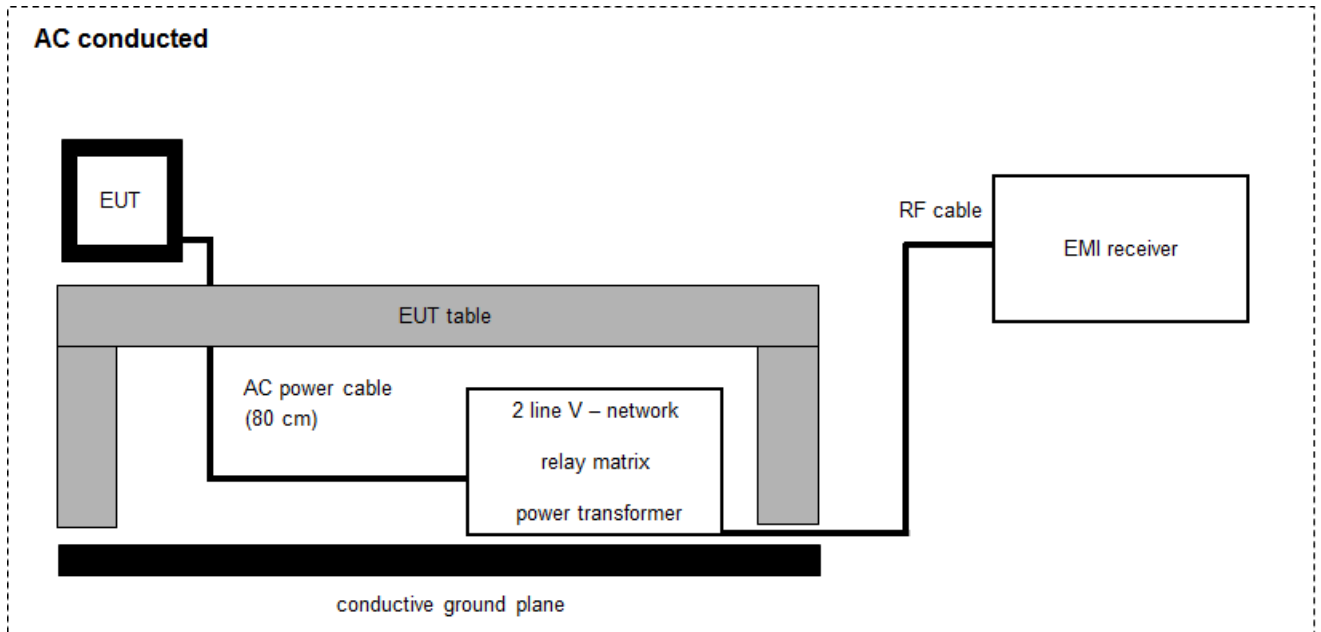 AC conducted
EUT
RF cable
EMI receiver
EUT table
AC power cable
(80 cm)
2 line V – network
relay matrix
power transformer
conductive ground plane